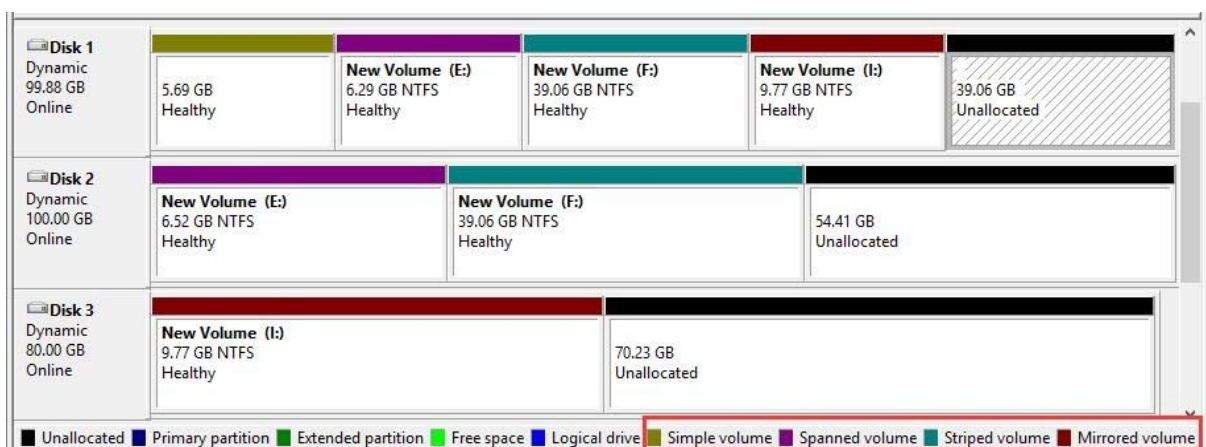 Disk 1
Dynamic
99.88 GB
Online
5.69 GB
Healthy
New Volume (E:)
6.29 GB NTFS
Healthy
New Volume (F:)
39.06 GB NTFS
Healthy
New Volume (I:)
9.77 GB NTFS
Healthy
39.06 GB
Unallocated
Disk 2
Dynamic
100.00 GB
Online
New Volume (E:)
6.52 GB NTFS
Healthy
New Volume (F:)
39.06 GB NTFS
Healthy
54.41 GB
Unallocated
Disk 3
Dynamic
80.00 GB
Online
New Volume (I:)
9.77 GB NTFS
Healthy
70.23 GB
Unallocated
Unallocated Primary partition Extended partition Free space Logical drive Simple volume Spanned volume Striped volume Mirrored volume